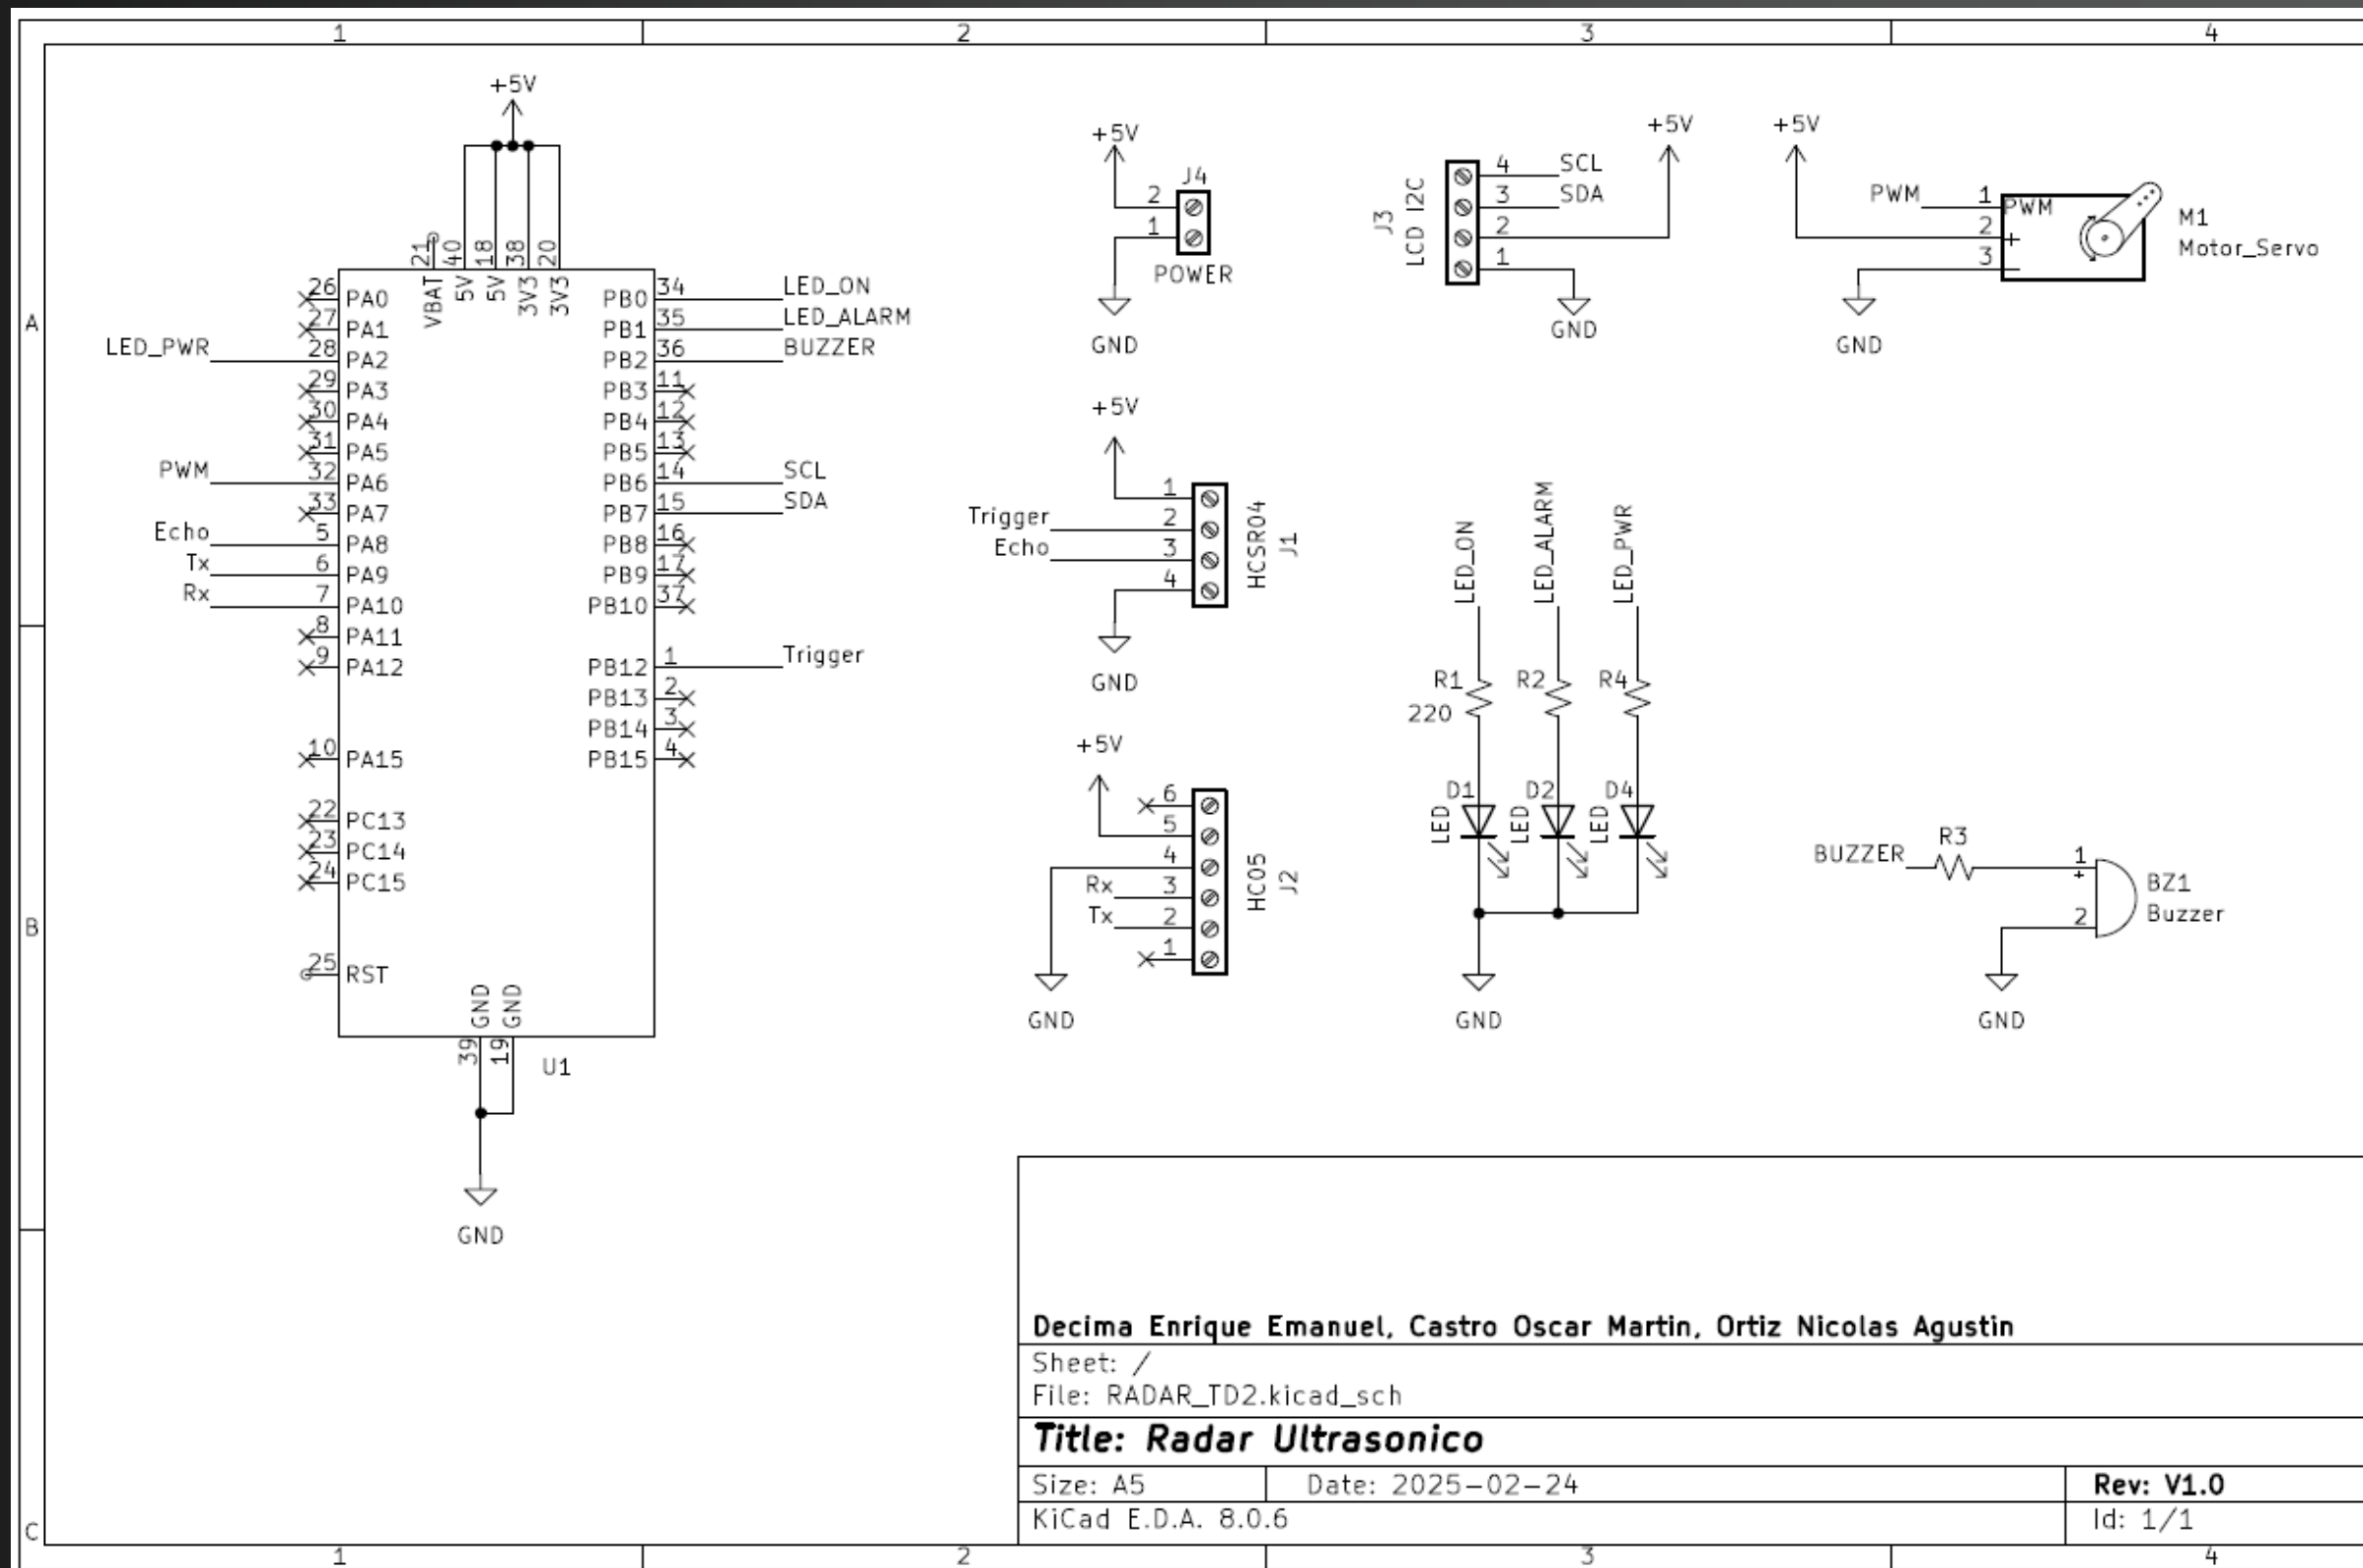 1 2 3 4
+5V
21 40 18 38 20
VBAT 5V 5V 3V3 3V3
26 PA0
27 PA1
LED_PWR 28 PA2
29 PA3
30 PA4
31 PA5
PWM 32 PA6
33 PA7
Echo 5 PA8
Tx 6 PA9
Rx 7 PA10
8 PA11
9 PA12
10 PA15
22 PC13
23 PC14
24 PC15
25 RST
PB0 34 LED_ON
PB1 35 LED_ALARM
PB2 36 BUZZER
PB3 11
PB4 12
PB5 13
PB6 14 SCL
PB7 15 SDA
PB8 16
PB9 17
PB10 37
PB12 1 Trigger
PB13 2
PB14 3
PB15 4
GND GND
39 19
U1
GND
+5V
J4
2
1
POWER
GND
+5V
J3
LCD I2C
4 SCL
3 SDA
2
1
GND
+5V
PWM 1 PWM
2 +
3 −
M1
Motor_Servo
GND
+5V
1
Trigger 2
Echo 3
4
HCSR04
J1
GND
+5V
6
5
4
Rx 3
Tx 2
1
HC05
J2
GND
LED_ON LED_ALARM LED_PWR
R1 R2 R4
220
D1 D2 D4
LED LED LED
GND
BUZZER R3 1
+
2
BZ1
Buzzer
GND
A
B
C
Decima Enrique Emanuel, Castro Oscar Martin, Ortiz Nicolas Agustin
Sheet: /
File: RADAR_TD2.kicad_sch
Title: Radar Ultrasonico
Size: A5 Date: 2025-02-24 Rev: V1.0
KiCad E.D.A. 8.0.6 Id: 1/1
1 2 3 4